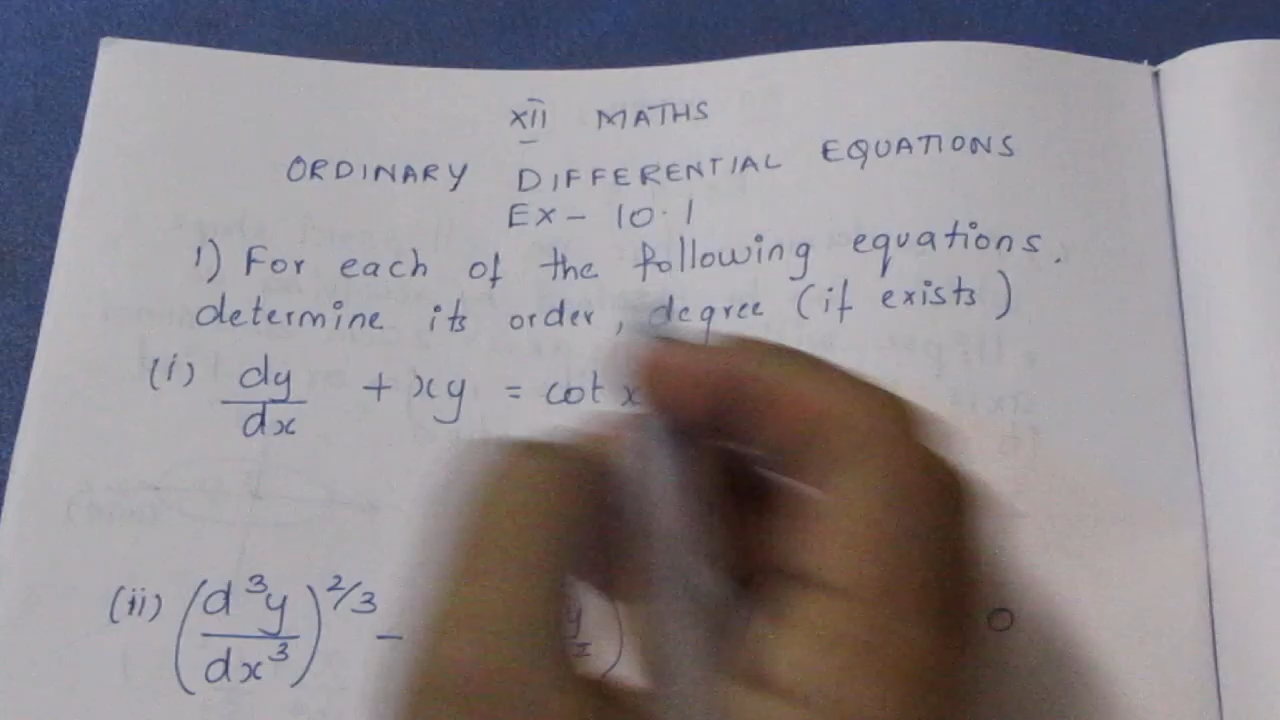 XII MATHS
ORDINARY DIFFERENTIAL EQUATIONS
EX - 10.1
1) For each of the following equations.
determine its order, degree (if exists)
(i) dy/dx + xy = cot x
(ii) (d³y/dx³)^2/3 - y ) 0